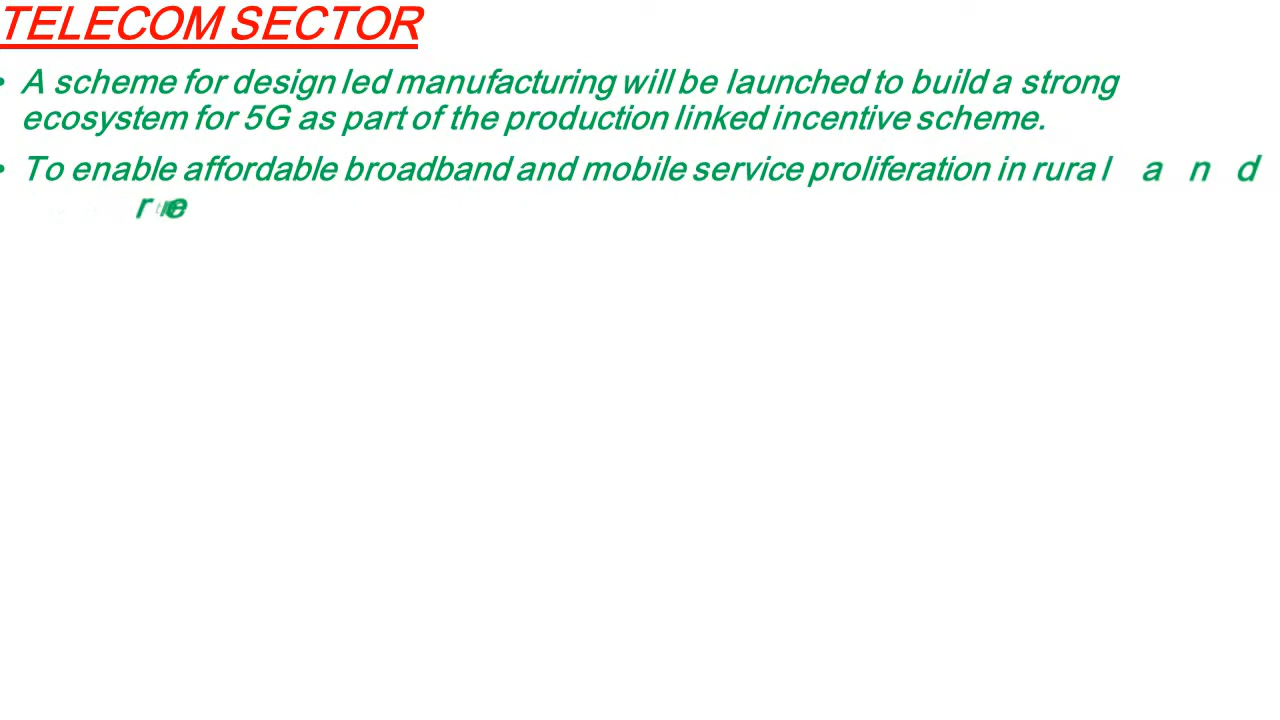 TELECOM SECTOR
• A scheme for design led manufacturing will be launched to build a strong
ecosystem for 5G as part of the production linked incentive scheme.
• To enable affordable broadband and mobile service proliferation in rural and